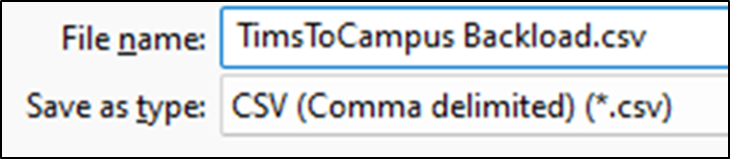 File name: TimsToCampus Backload.csv
Save as type: CSV (Comma delimited) (*.csv)